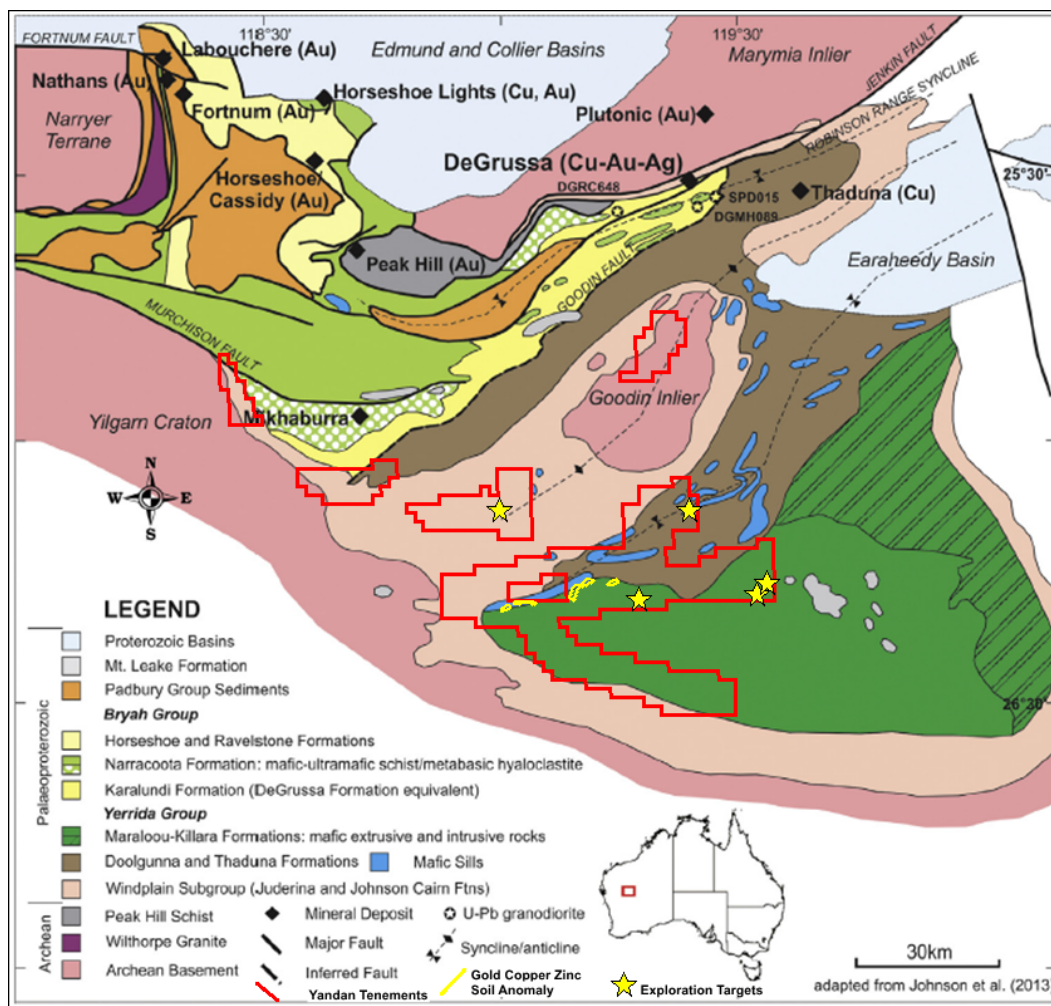 118°30'
119°30'
FORTNUM FAULT
Labouchere (Au)
Edmund and Collier Basins
Marymia Inlier
JENKIN FAULT
Nathans (Au)
Horseshoe Lights (Cu, Au)
Fortnum (Au)
Plutonic (Au)
ROBINSON RANGE SYNCLINE
Narryer
Terrane
DeGrussa (Cu-Au-Ag)
25°30'
Horseshoe/
Cassidy (Au)
DGRC648
SPD015
DGMH089
Thaduna (Cu)
Peak Hill (Au)
GOODIN FAULT
Earaheedy Basin
MURCHISON FAULT
Goodin Inlier
Yilgarn Craton
Mikhaburra
N
W E
S
26°30'
LEGEND
Palaeoproterozoic
Proterozoic Basins
Mt. Leake Formation
Padbury Group Sediments
Bryah Group
Horseshoe and Ravelstone Formations
Narracoota Formation: mafic-ultramafic schist/metabasic hyaloclastite
Karalundi Formation (DeGrussa Formation equivalent)
Yerrida Group
Maraloou-Killara Formations: mafic extrusive and intrusive rocks
Doolgunna and Thaduna Formations Mafic Sills
Windplain Subgroup (Juderina and Johnson Cairn Ftns)
Archean
Peak Hill Schist Mineral Deposit U-Pb granodiorite
Wilthorpe Granite Major Fault Syncline/anticline
Archean Basement Inferred Fault
Yandan Tenements
Gold Copper Zinc
Soil Anomaly
Exploration Targets
30km
adapted from Johnson et al. (2013